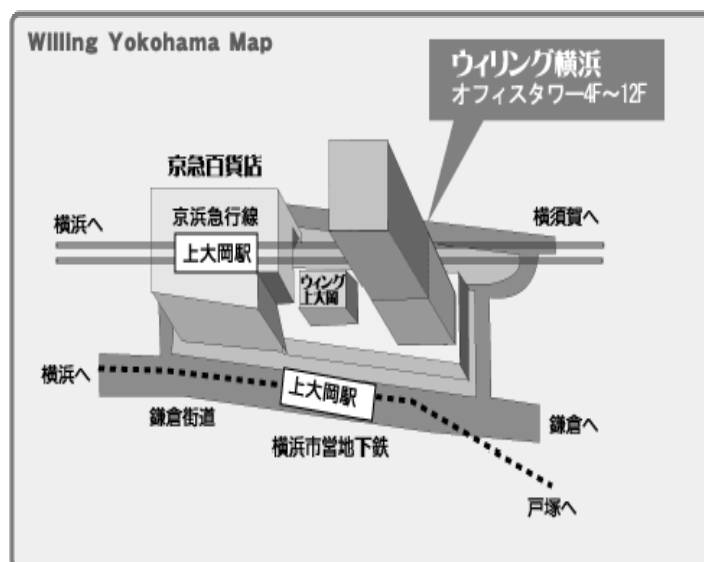 Willing Yokohama Map
ウィリング横浜
オフィスタワー4F〜12F
京急百貨店
京浜急行線
横浜へ
横須賀へ
上大岡駅
ウィング
上大岡
横浜へ
上大岡駅
鎌倉街道
鎌倉へ
横浜市営地下鉄
戸塚へ